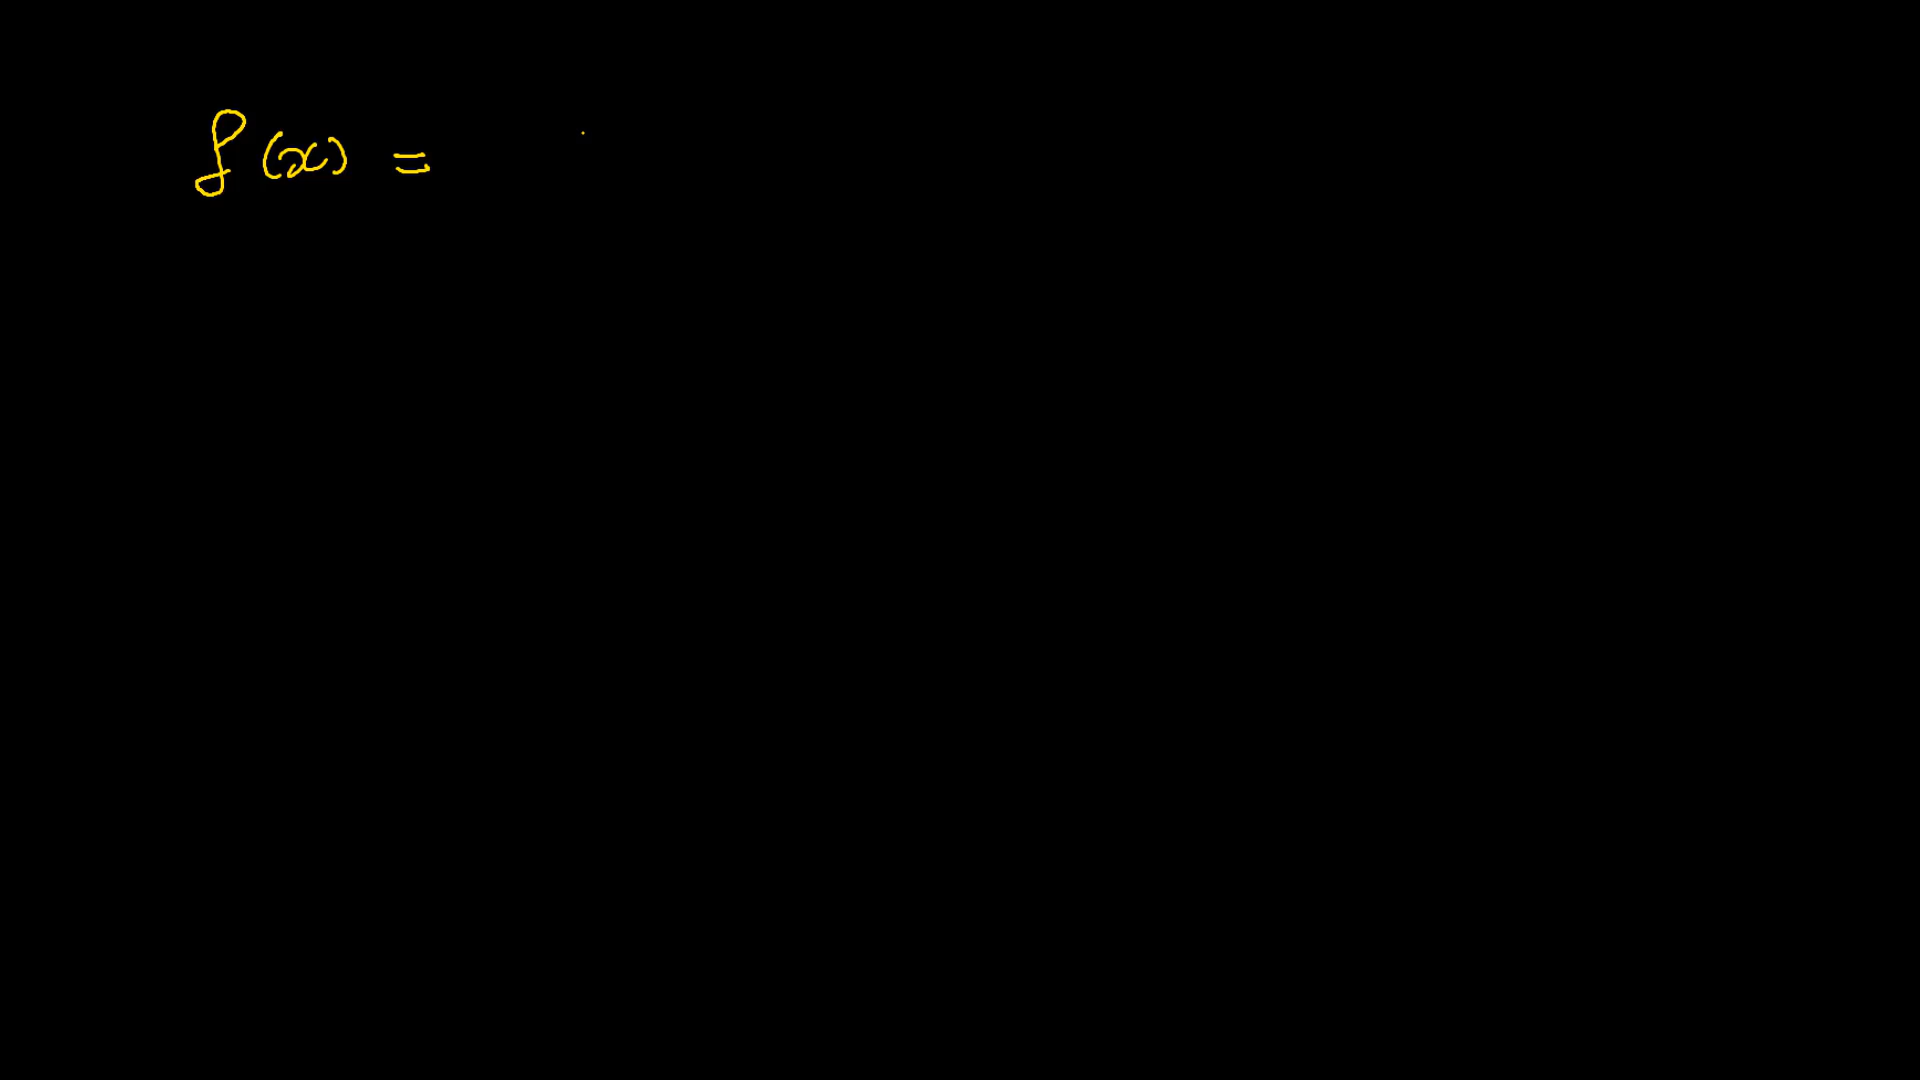 f(x) =